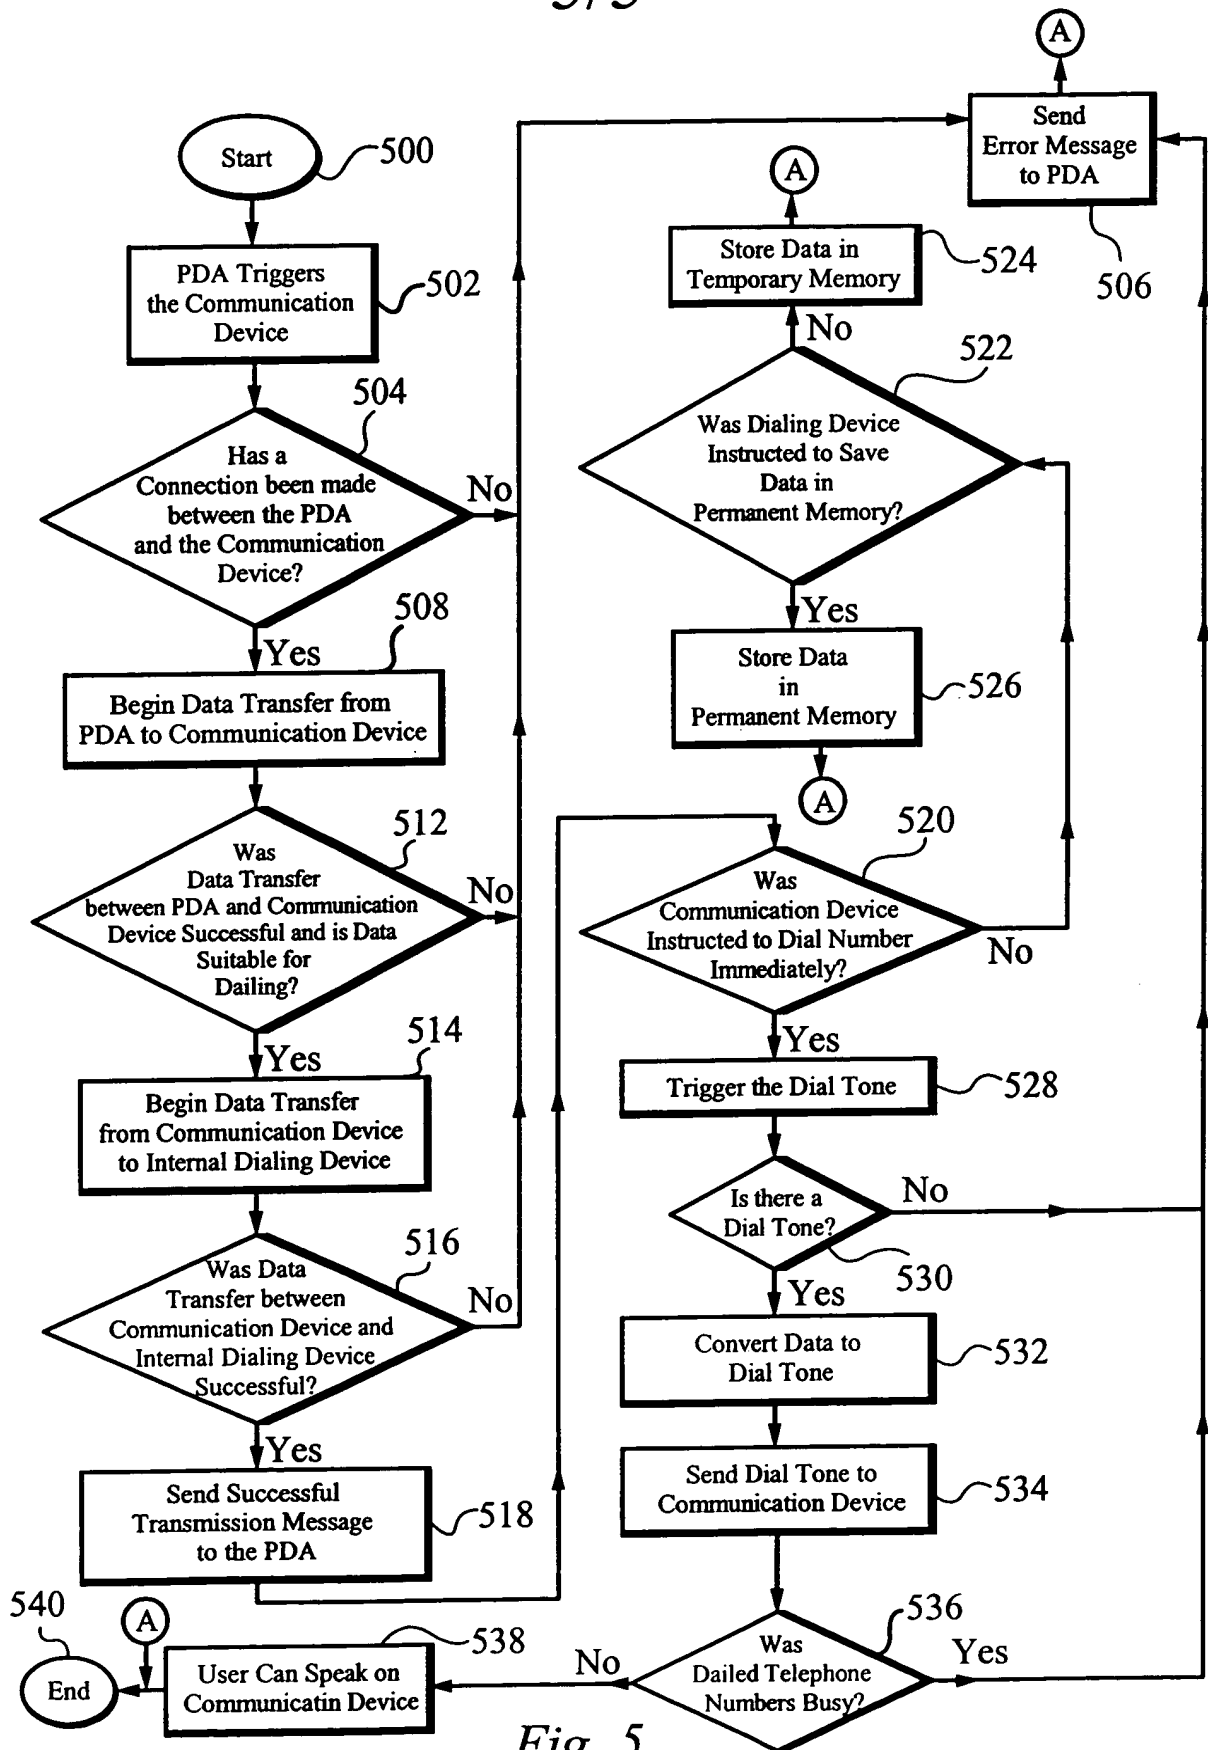 3/3
A
Send
Error Message
to PDA
506
Start
500
PDA Triggers
the Communication
Device
502
504
Has a
Connection been made
between the PDA
and the Communication
Device?
No
Yes
508
Begin Data Transfer from
PDA to Communication Device
512
Was
Data Transfer
between PDA and Communication
Device Successful and is Data
Suitable for
Dailing?
No
Yes
514
Begin Data Transfer
from Communication Device
to Internal Dialing Device
516
Was Data
Transfer between
Communication Device and
Internal Dialing Device
Successful?
No
Yes
Send Successful
Transmission Message
to the PDA
518
A
Store Data in
Temporary Memory
524
No
522
Was Dialing Device
Instructed to Save
Data in
Permanent Memory?
Yes
Store Data
in
Permanent Memory
526
A
520
Was
Communication Device
Instructed to Dial Number
Immediately?
No
Yes
Trigger the Dial Tone
528
Is there a
Dial Tone?
No
530
Yes
Convert Data to
Dial Tone
532
Send Dial Tone to
Communication Device
534
536
Was
Dailed Telephone
Numbers Busy?
Yes
No
538
User Can Speak on
Communicatin Device
A
540
End
Fig. 5